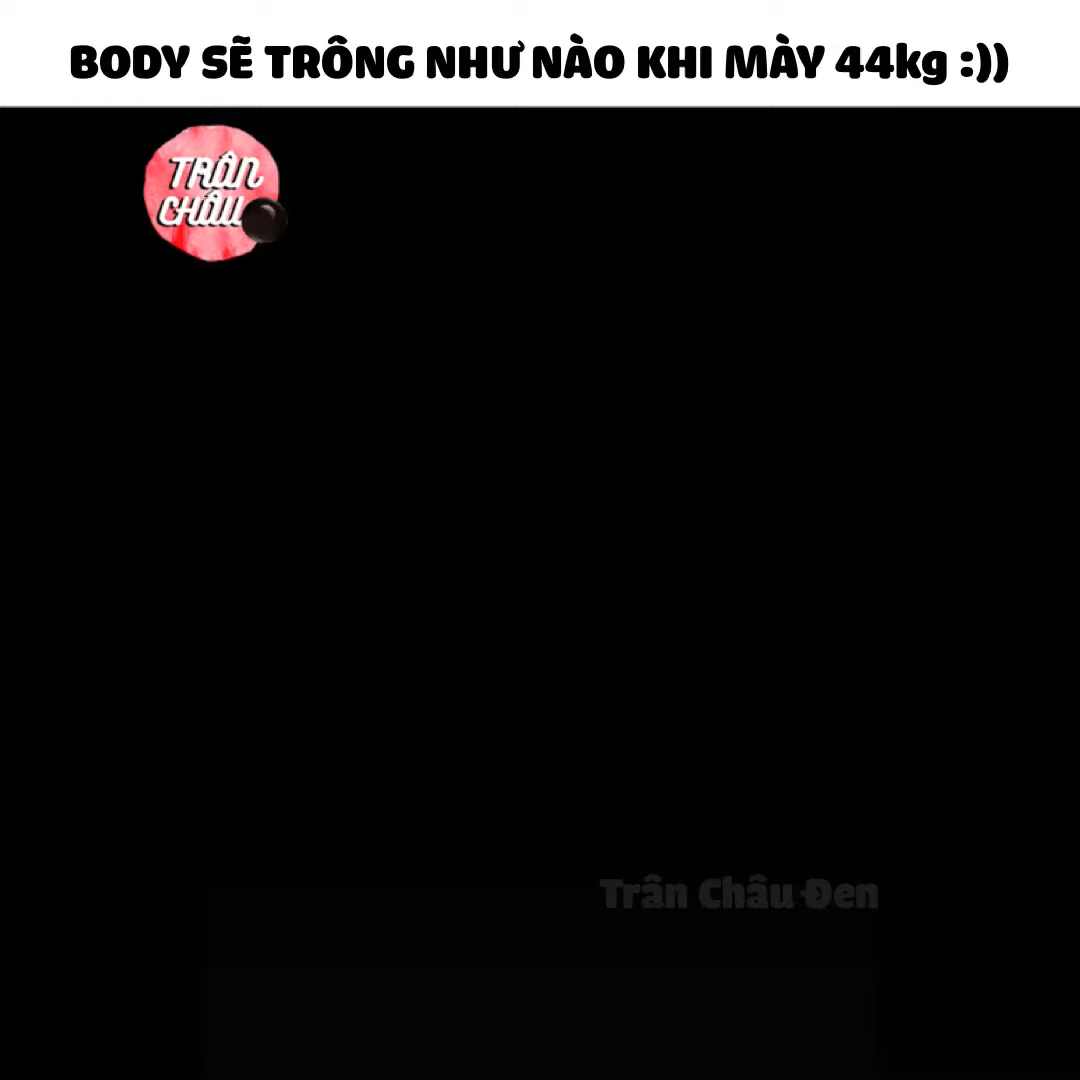 BODY SẼ TRÔNG NHƯ NÀO KHI MÀY 44kg :))
TRÂN
CHÂU
Trân Châu Đen